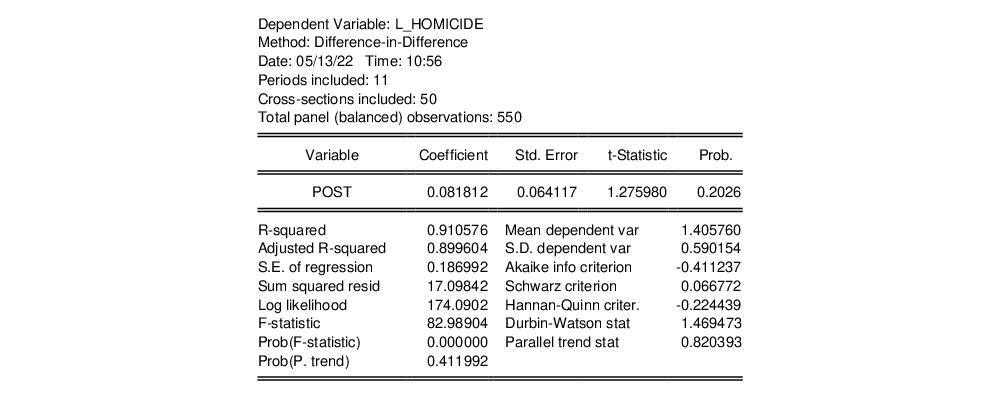 Dependent Variable: L_HOMICIDE
Method: Difference-in-Difference
Date: 05/13/22 Time: 10:56
Periods included: 11
Cross-sections included: 50
Total panel (balanced) observations: 550
Variable Coefficient Std. Error t-Statistic Prob.
POST 0.081812 0.064117 1.275980 0.2026
R-squared 0.910576 Mean dependent var 1.405760
Adjusted R-squared 0.899604 S.D. dependent var 0.590154
S.E. of regression 0.186992 Akaike info criterion -0.411237
Sum squared resid 17.09842 Schwarz criterion 0.066772
Log likelihood 174.0902 Hannan-Quinn criter. -0.224439
F-statistic 82.98904 Durbin-Watson stat 1.469473
Prob(F-statistic) 0.000000 Parallel trend stat 0.820393
Prob(P. trend) 0.411992